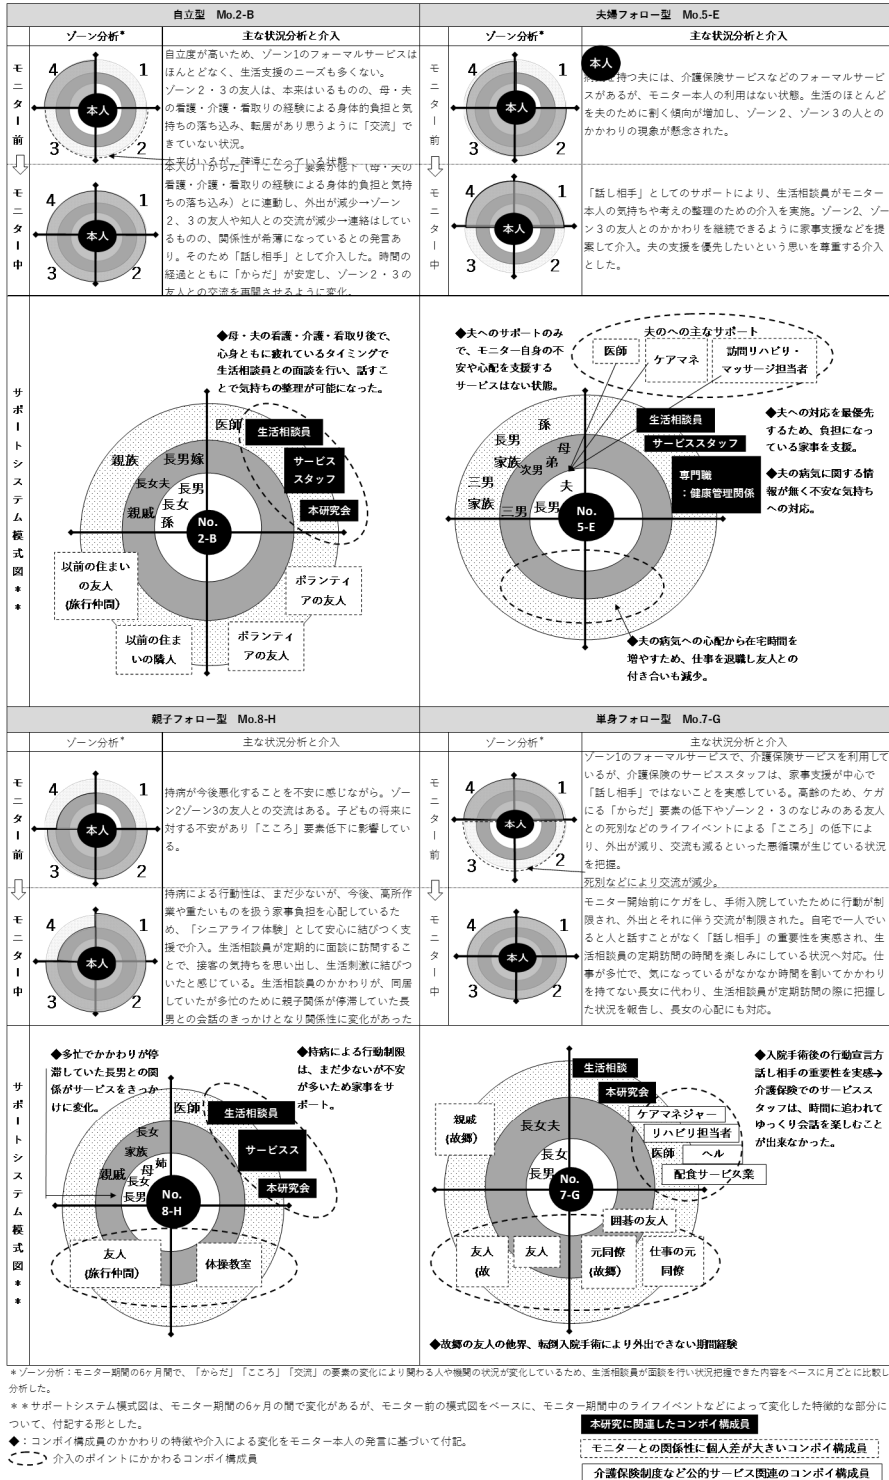 自立型 Mo.2-B
ゾーン分析*
主な状況分析と介入
モニター前
4
1
本人
3
2
自立度が高いため、ゾーン1のフォーマルサービスは
ほとんどなく、生活支援のニーズも多くない。
ゾーン2・3の友人は、本来はいるものの、母・夫
の看護・介護・看取りの経験による身体的負担と気
持ちの落ち込み、転居があり思うように「交流」で
きていない状況。
本来はいるが、疎遠になっている状態
モニター中
4
1
本人
3
2
本人の「からだ」「こころ」要素が低下（母・夫の
看護・介護・看取りの経験による身体的負担と気持
ちの落ち込み）とに連動し、外出が減少→ゾーン
2、3の友人や知人との交流が減少→連絡はしてい
るものの、関係性が希薄になっているとの発言あ
り。そのため「話し相手」として介入した。時間の
経過とともに「からだ」が安定し、ゾーン2・3の
友人との交流を再開させるように変化。
夫婦フォロー型 Mo.5-E
ゾーン分析*
主な状況分析と介入
モニター前
4
1
本人
3
2
本人
を持つ夫には、介護保険サービスなどのフォーマルサービ
スがあるが、モニター本人の利用はない状態。生活のほとんど
を夫のために割く傾向が増加し、ゾーン2、ゾーン3の人との
かかわりの現象が懸念された。
モニター中
4
1
本人
3
2
「話し相手」としてのサポートにより、生活相談員がモニター
本人の気持ちや考えの整理のための介入を実施。ゾーン2、ゾー
ン3の友人とのかかわりを継続できるように家事支援などを提
案して介入。夫の支援を優先したいという思いを尊重する介入
とした。
サポートシステム模式図**
◆母・夫の看護・介護・看取り後で、
心身ともに疲れているタイミングで
生活相談員との面談を行い、話すこ
とで気持ちの整理が可能になった。
医師
生活相談員
サービス
スタッフ
本研究会
親族
長男嫁
長女夫
長男
長女
親戚
孫
No.
2-B
以前の住まい
の友人
(旅行仲間)
ボランティ
アの友人
以前の住ま
いの隣人
ボランティ
アの友人
◆夫へのサポートのみ
で、モニター自身の不
安や心配を支援する
サービスはない状態。
夫のへの主なサポート
医師
ケアマネ
訪問リハビリ・
マッサージ担当者
生活相談員
サービススタッフ
専門職
：健康管理関係
孫
長男
家族
母
弟
次男
三男
家族
夫
三男
長男
No.
5-E
◆夫への対応を最優先
するため、負担になっ
ている家事を支援。
◆夫の病気に関する情
報が無く不安な気持ち
への対応。
◆夫の病気への心配から在宅時間を
増やすため、仕事を退職し友人との
付き合いも減少。
親子フォロー型 Mo.8-H
ゾーン分析*
主な状況分析と介入
モニター前
4
1
本人
3
2
持病が今後悪化することを不安に感じながら。ゾー
ン2ゾーン3の友人との交流はある。子どもの将来に
対する不安があり「こころ」要素低下に影響してい
る。
モニター中
4
1
本人
3
2
持病による行動性は、まだ少ないが、今後、高所作
業や重たいものを扱う家事負担を心配しているた
め、「シニアライフ体験」として安心に結びつく支
援で介入。生活相談員が定期的に面談に訪問するこ
とで、接客の気持ちを思い出し、生活刺激に結びつ
いたと感じている。生活相談員のかかわりが、同居
していたが多忙のために親子関係が停滞していた長
男との会話のきっかけとなり関係性に変化があった
単身フォロー型 Mo.7-G
ゾーン分析*
主な状況分析と介入
モニター前
4
1
本人
3
2
ゾーン1のフォーマルサービスで、介護保険サービスを利用して
いるが、介護保険のサービススタッフは、家事支援が中心で
「話し相手」ではないことを実感している。高齢のため、ケガ
にる「からだ」要素の低下やゾーン2・3のなじみのある友人
との死別などのライフイベントによる「こころ」の低下によ
り、外出が減り、交流も減るといった悪循環が生じている状況
を把握。
死別などにより交流が減少。
モニター中
4
1
本人
3
2
モニター開始前にケガをし、手術入院していたために行動が制
限され、外出とそれに伴う交流が制限された。自宅で一人でい
ると人と話すことがなく「話し相手」の重要性を実感され、生
活相談員の定期訪問の時間を楽しみにしている状況へ対応。仕
事が多忙で、気になっているがなかなか時間を割いてかかわり
を持てない長女に代わり、生活相談員が定期訪問の際に把握し
た状況を報告し、長女の心配にも対応。
サポートシステム模式図**
◆多忙でかかわりが停
滞していた長男との関
係がサービスをきっか
けに変化。
◆持病による行動制限
は、まだ少ないが不安
が多いため家事をサ
ポート。
医師
生活相談員
サービスス
本研究会
長女
家族
姉
親戚
母
長女
長男
No.
8-H
友人
(旅行仲間)
体操教室
生活相談
本研究会
ケアマネジャー
リハビリ担当者
医師
ヘル
配食サービス業
親戚
(故郷)
長女夫
長女
長男
No.
7-G
囲碁の友人
友人
(故
友人
元同僚
(故郷)
仕事の元
同僚
◆入院手術後の行動宣言方
話し相手の重要性を実感→
介護保険でのサービスス
タッフは、時間に追われて
ゆっくり会話を楽しむこと
が出来なかった。
◆故郷の友人の他界、転倒入院手術により外出できない期間経験
*ゾーン分析：モニター期間の6ヶ月間で、「からだ」「こころ」「交流」の要素の変化により関わる人や機関の状況が変化しているため、生活相談員が面談を行い状況把握できた内容をベースに月ごとに比較し
分析した。
**サポートシステム模式図は、モニター期間の6ヶ月の間で変化があるが、モニター前の模式図をベースに、モニター期間中のライフイベントなどによって変化した特徴的な部分に
ついて、付記する形とした。
◆：コンボイ構成員のかかわりの特徴や介入による変化をモニター本人の発言に基づいて付記。
介入のポイントにかかわるコンボイ構成員
本研究に関連したコンボイ構成員
モニターとの関係性に個人差が大きいコンボイ構成員
介護保険制度など公的サービス関連のコンボイ構成員